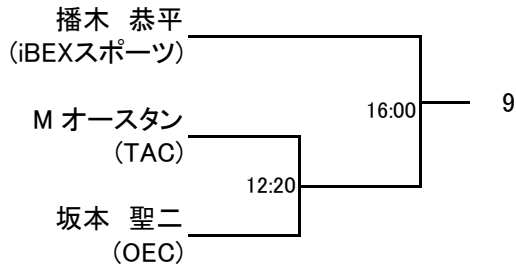 播木　恭平
(iBEXスポーツ)
16:00
9
M オースタン
(TAC)
12:20
坂本　聖二
(OEC)